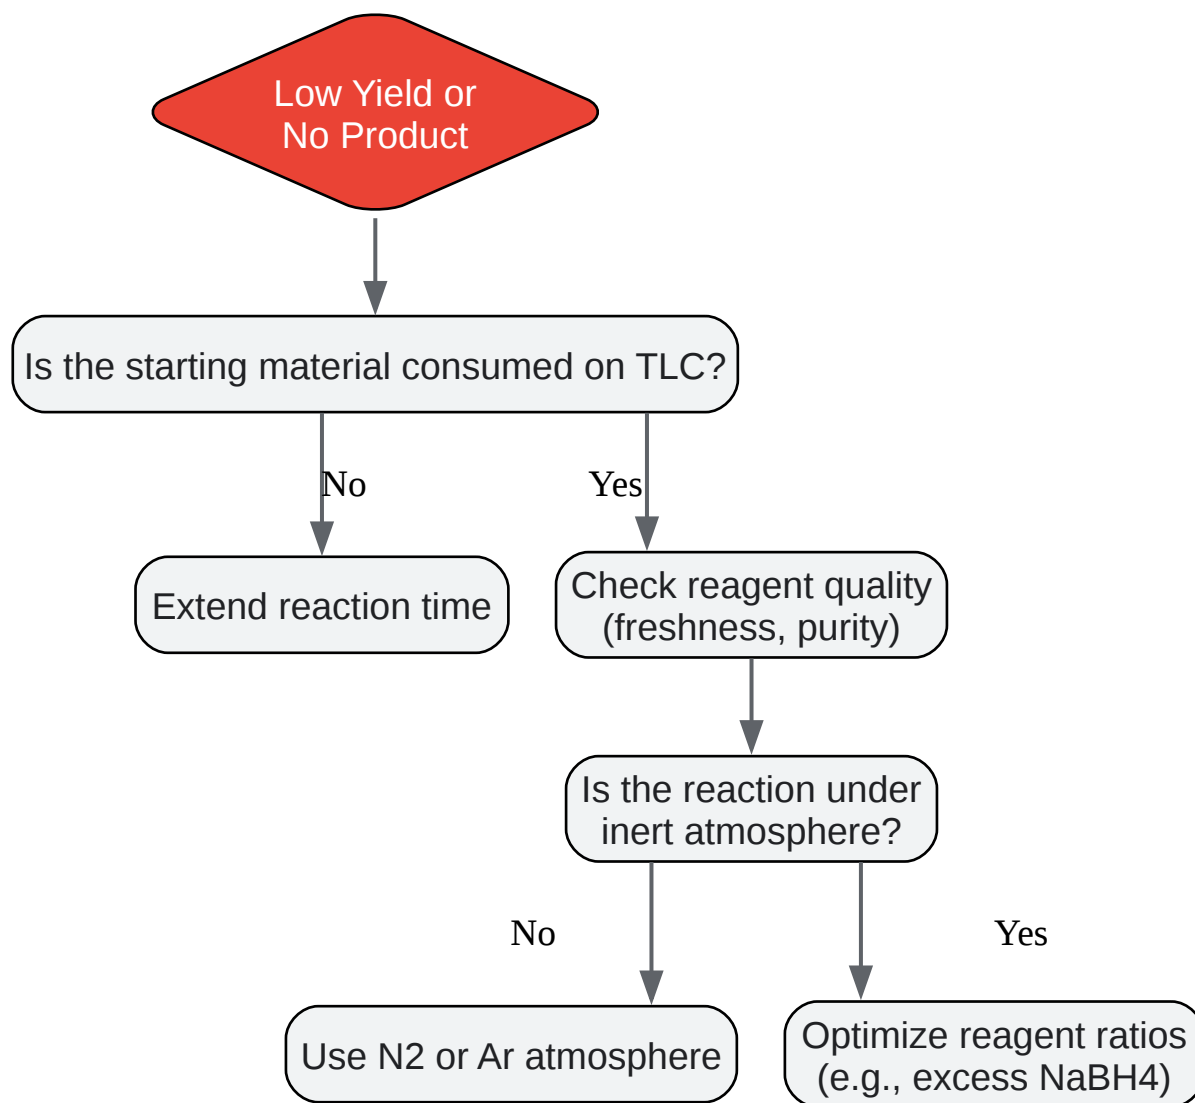 Low Yield or
No Product
Is the starting material consumed on TLC?
No
Yes
Extend reaction time
Check reagent quality
(freshness, purity)
Is the reaction under
inert atmosphere?
No
Yes
Use N2 or Ar atmosphere
Optimize reagent ratios
(e.g., excess NaBH4)